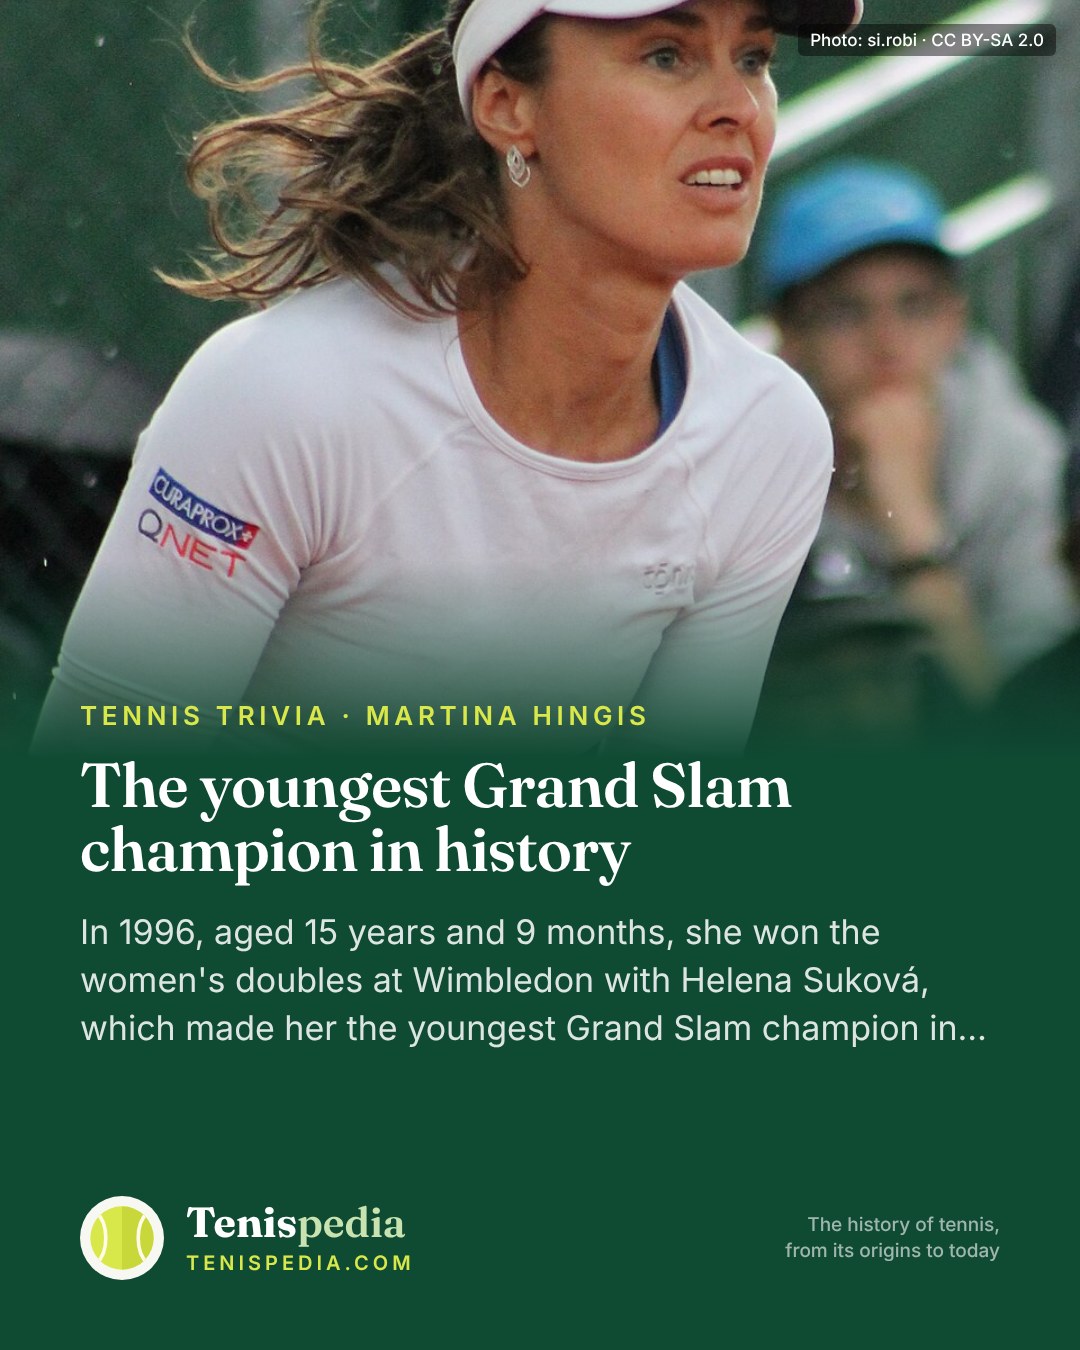 Photo: si.robi · CC BY-SA 2.0
CURAPROX
QNET
TENNIS TRIVIA · MARTINA HINGIS
The youngest Grand Slam
champion in history
In 1996, aged 15 years and 9 months, she won the
women's doubles at Wimbledon with Helena Suková,
which made her the youngest Grand Slam champion in...
Tenispedia
TENISPEDIA.COM
The history of tennis,
from its origins to today